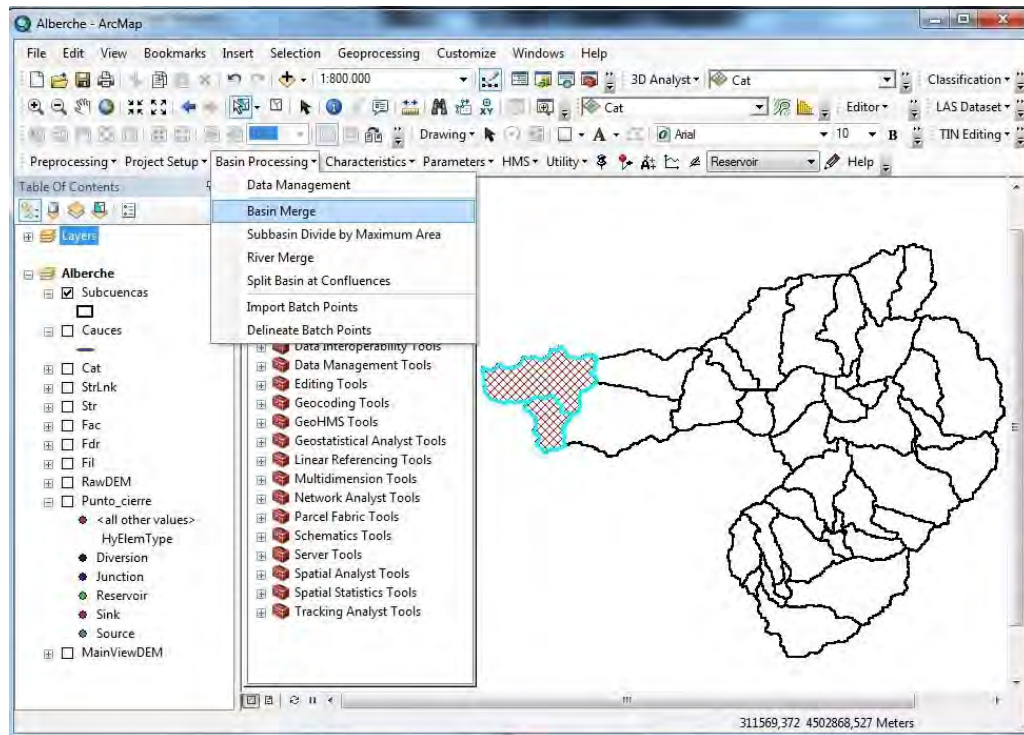 Alberche - ArcMap
File Edit View Bookmarks Insert Selection Geoprocessing Customize Windows Help
1:800.000 3D Analyst Cat Classification
Cat Editor LAS Dataset
Drawing A Arial 10 B TIN Editing
Preprocessing Project Setup Basin Processing Characteristics Parameters HMS Utility Reservoir Help
Table Of Contents
Layers
Alberche
Subcuencas
Cauces
Cat
StrLnk
Str
Fac
Fdr
Fil
RawDEM
Punto_cierre
<all other values>
HyElemType
Diversion
Junction
Reservoir
Sink
Source
MainViewDEM
Data Management
Basin Merge
Subbasin Divide by Maximum Area
River Merge
Split Basin at Confluences
Import Batch Points
Delineate Batch Points
Data Interoperability Tools
Data Management Tools
Editing Tools
Geocoding Tools
GeoHMS Tools
Geostatistical Analyst Tools
Linear Referencing Tools
Multidimension Tools
Network Analyst Tools
Parcel Fabric Tools
Schematics Tools
Server Tools
Spatial Analyst Tools
Spatial Statistics Tools
Tracking Analyst Tools
311569,372 4502868,527 Meters